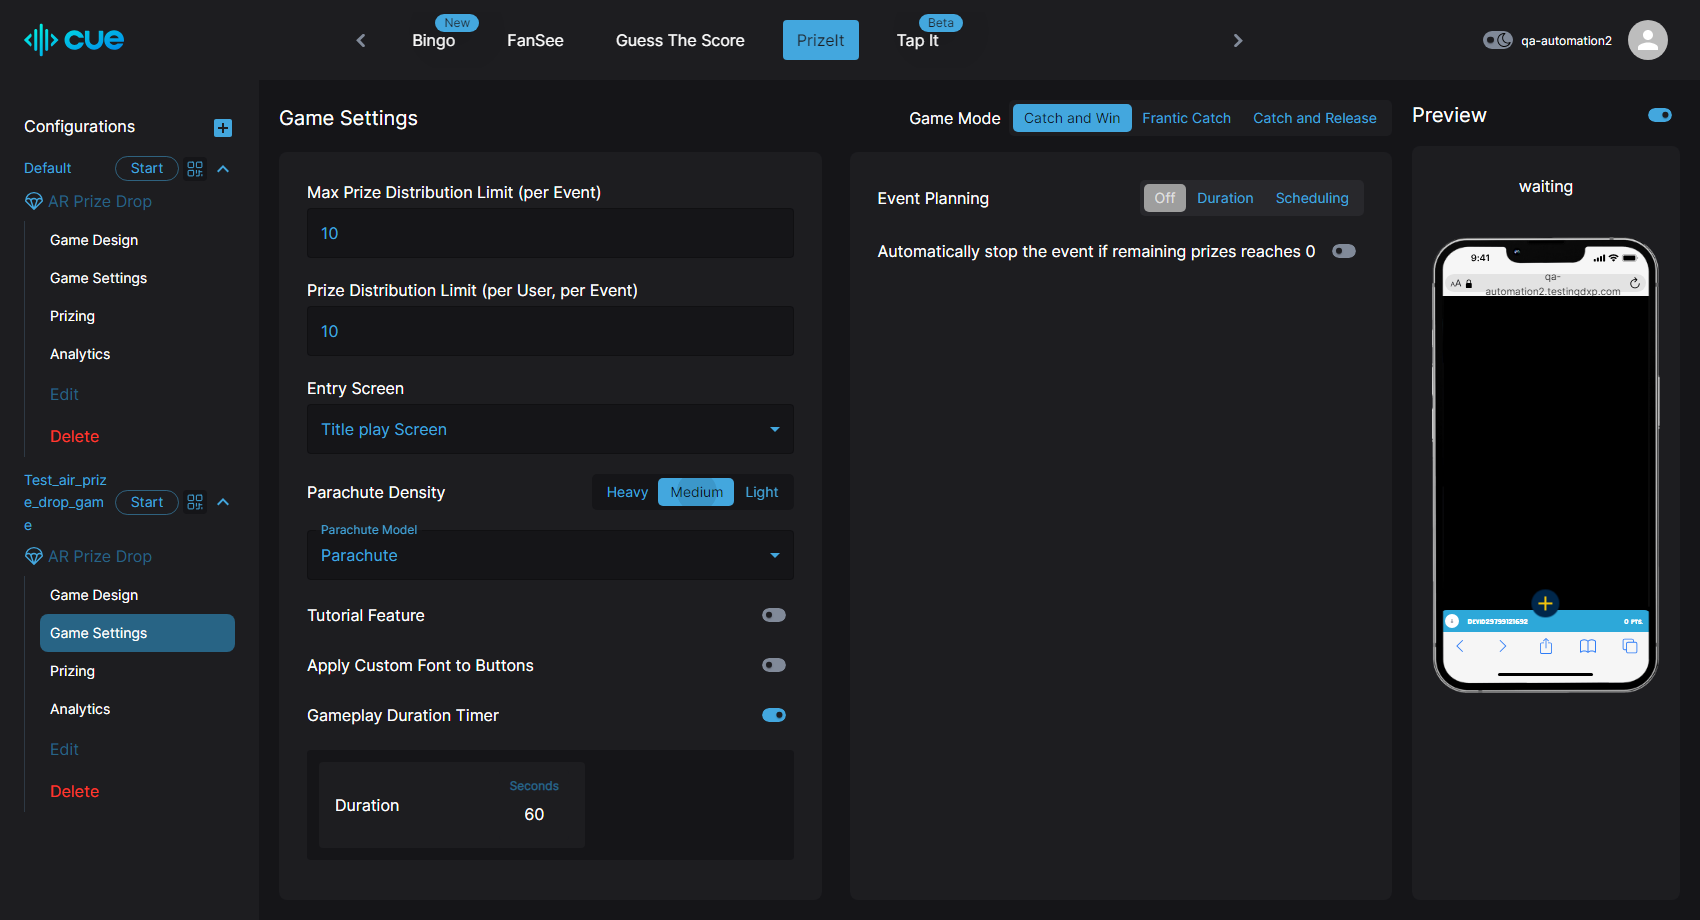 cue
New
Bingo
FanSee
Guess The Score
PrizeIt
Beta
Tap It
qa-automation2
Configurations
Default
Start
AR Prize Drop
Game Design
Game Settings
Prizing
Analytics
Edit
Delete
Test_air_priz
e_drop_gam
e
Start
AR Prize Drop
Game Design
Game Settings
Prizing
Analytics
Edit
Delete
Game Settings
Game Mode
Catch and Win
Frantic Catch
Catch and Release
Max Prize Distribution Limit (per Event)
10
Prize Distribution Limit (per User, per Event)
10
Entry Screen
Title play Screen
Parachute Density
Heavy
Medium
Light
Parachute Model
Parachute
Tutorial Feature
Apply Custom Font to Buttons
Gameplay Duration Timer
Duration
Seconds
60
Event Planning
Off
Duration
Scheduling
Automatically stop the event if remaining prizes reaches 0
Preview
waiting
9:41
AA
qa-
automation2.testingdxp.com
0 PTS.